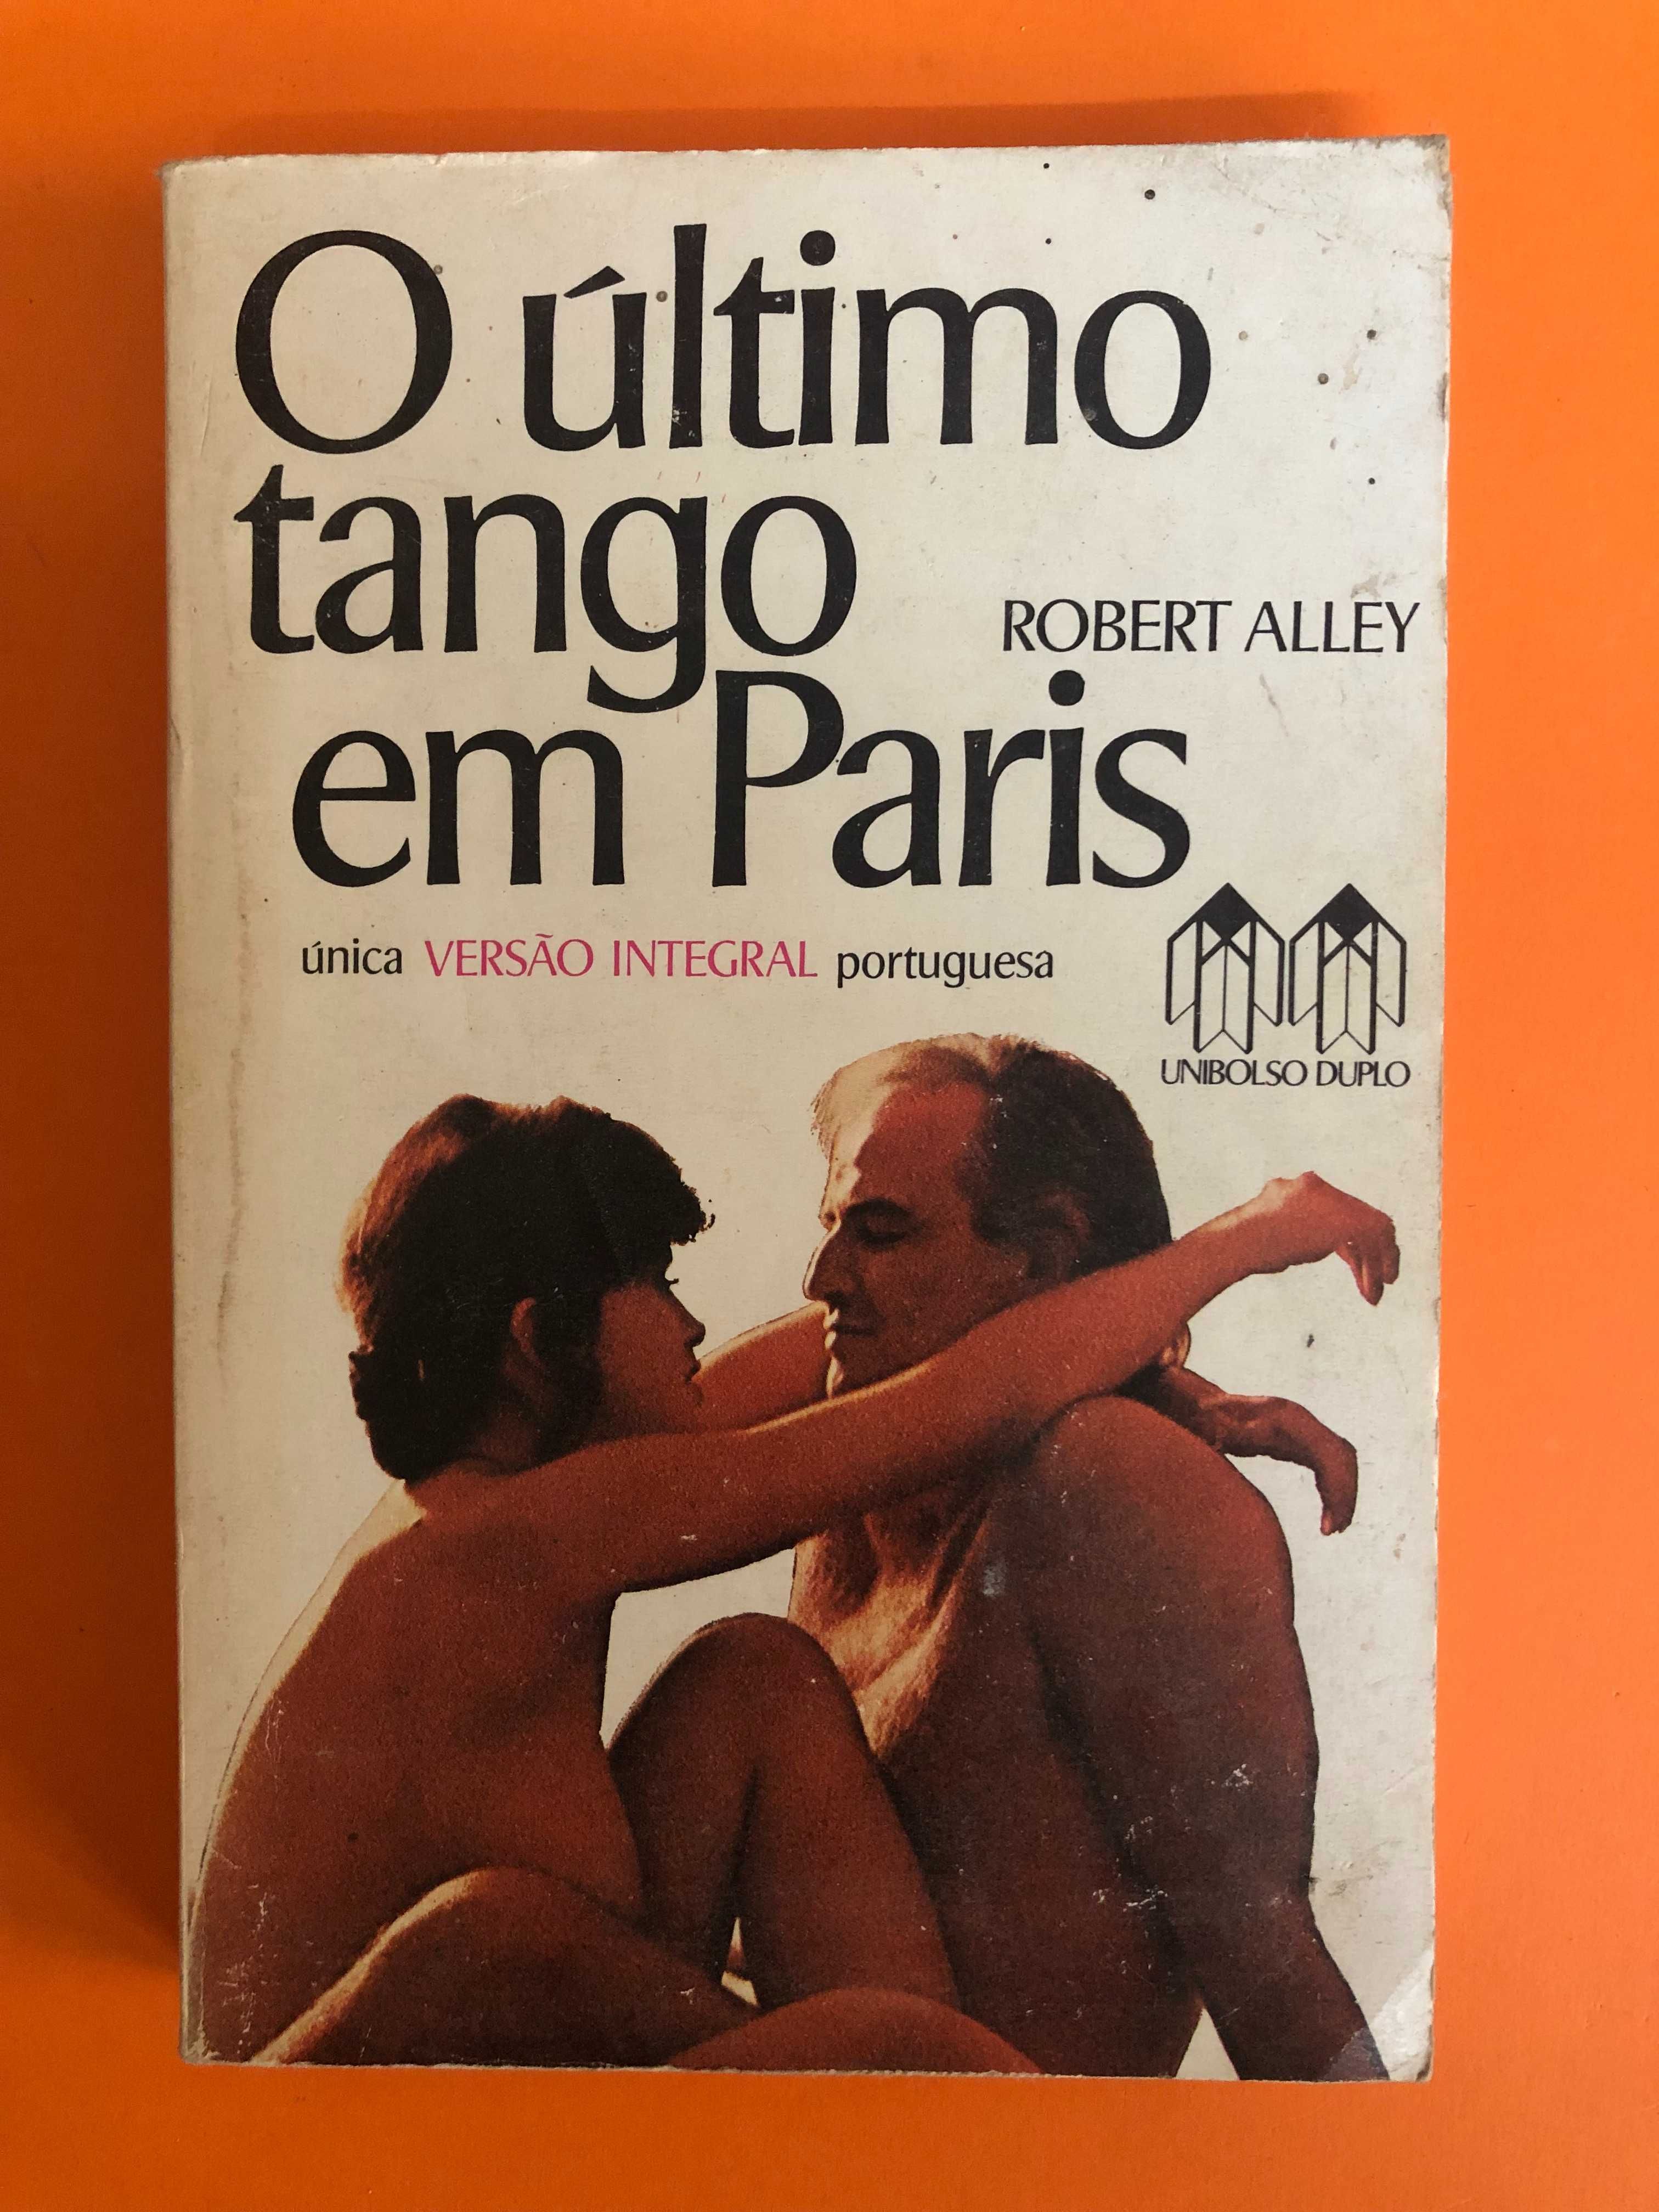 O último
tango
ROBERT ALLEY
em Paris
única VERSÃO INTEGRAL portuguesa
UNIBOLSO DUPLO